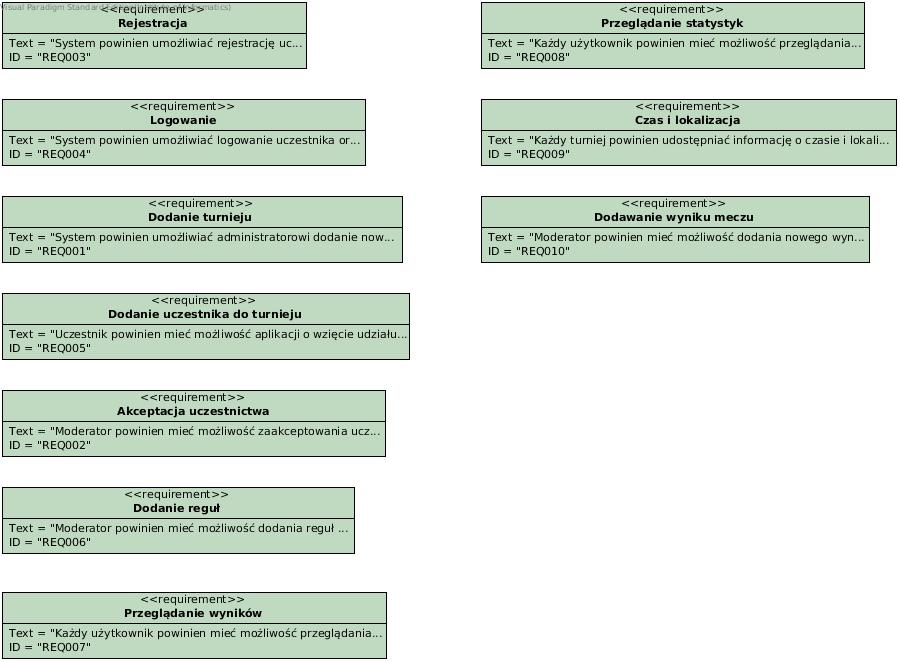 Visual Paradigm Standard
<<requirement>>
Rejestracja
Text = "System powinien umożliwiać rejestrację uc...
ID = "REQ003"
<<requirement>>
Logowanie
Text = "System powinien umożliwiać logowanie uczestnika or...
ID = "REQ004"
<<requirement>>
Dodanie turnieju
Text = "System powinien umożliwiać administratorowi dodanie now...
ID = "REQ001"
<<requirement>>
Dodanie uczestnika do turnieju
Text = "Uczestnik powinien mieć możliwość aplikacji o wzięcie udziału...
ID = "REQ005"
<<requirement>>
Akceptacja uczestnictwa
Text = "Moderator powinien mieć możliwość zaakceptowania ucz...
ID = "REQ002"
<<requirement>>
Dodanie reguł
Text = "Moderator powinien mieć możliwość dodania reguł ...
ID = "REQ006"
<<requirement>>
Przeglądanie wyników
Text = "Każdy użytkownik powinien mieć możliwość przeglądania...
ID = "REQ007"
<<requirement>>
Przeglądanie statystyk
Text = "Każdy użytkownik powinien mieć możliwość przeglądania...
ID = "REQ008"
<<requirement>>
Czas i lokalizacja
Text = "Każdy turniej powinien udostępniać informację o czasie i lokali...
ID = "REQ009"
<<requirement>>
Dodawanie wyniku meczu
Text = "Moderator powinien mieć możliwość dodania nowego wyn...
ID = "REQ010"